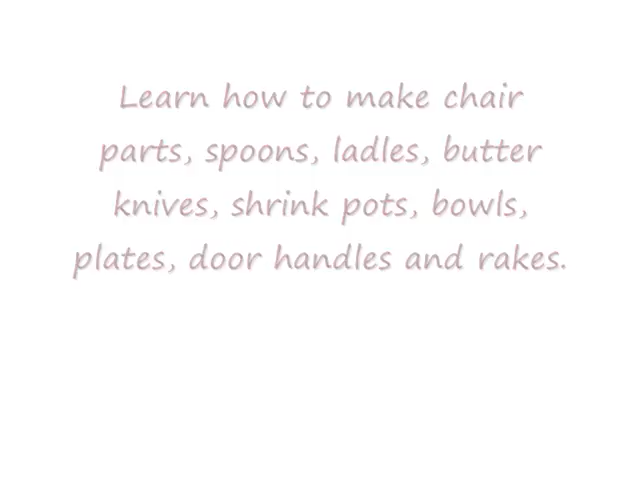 Learn how to make chair
parts, spoons, ladles, butter
knives, shrink pots, bowls,
plates, door handles and rakes.